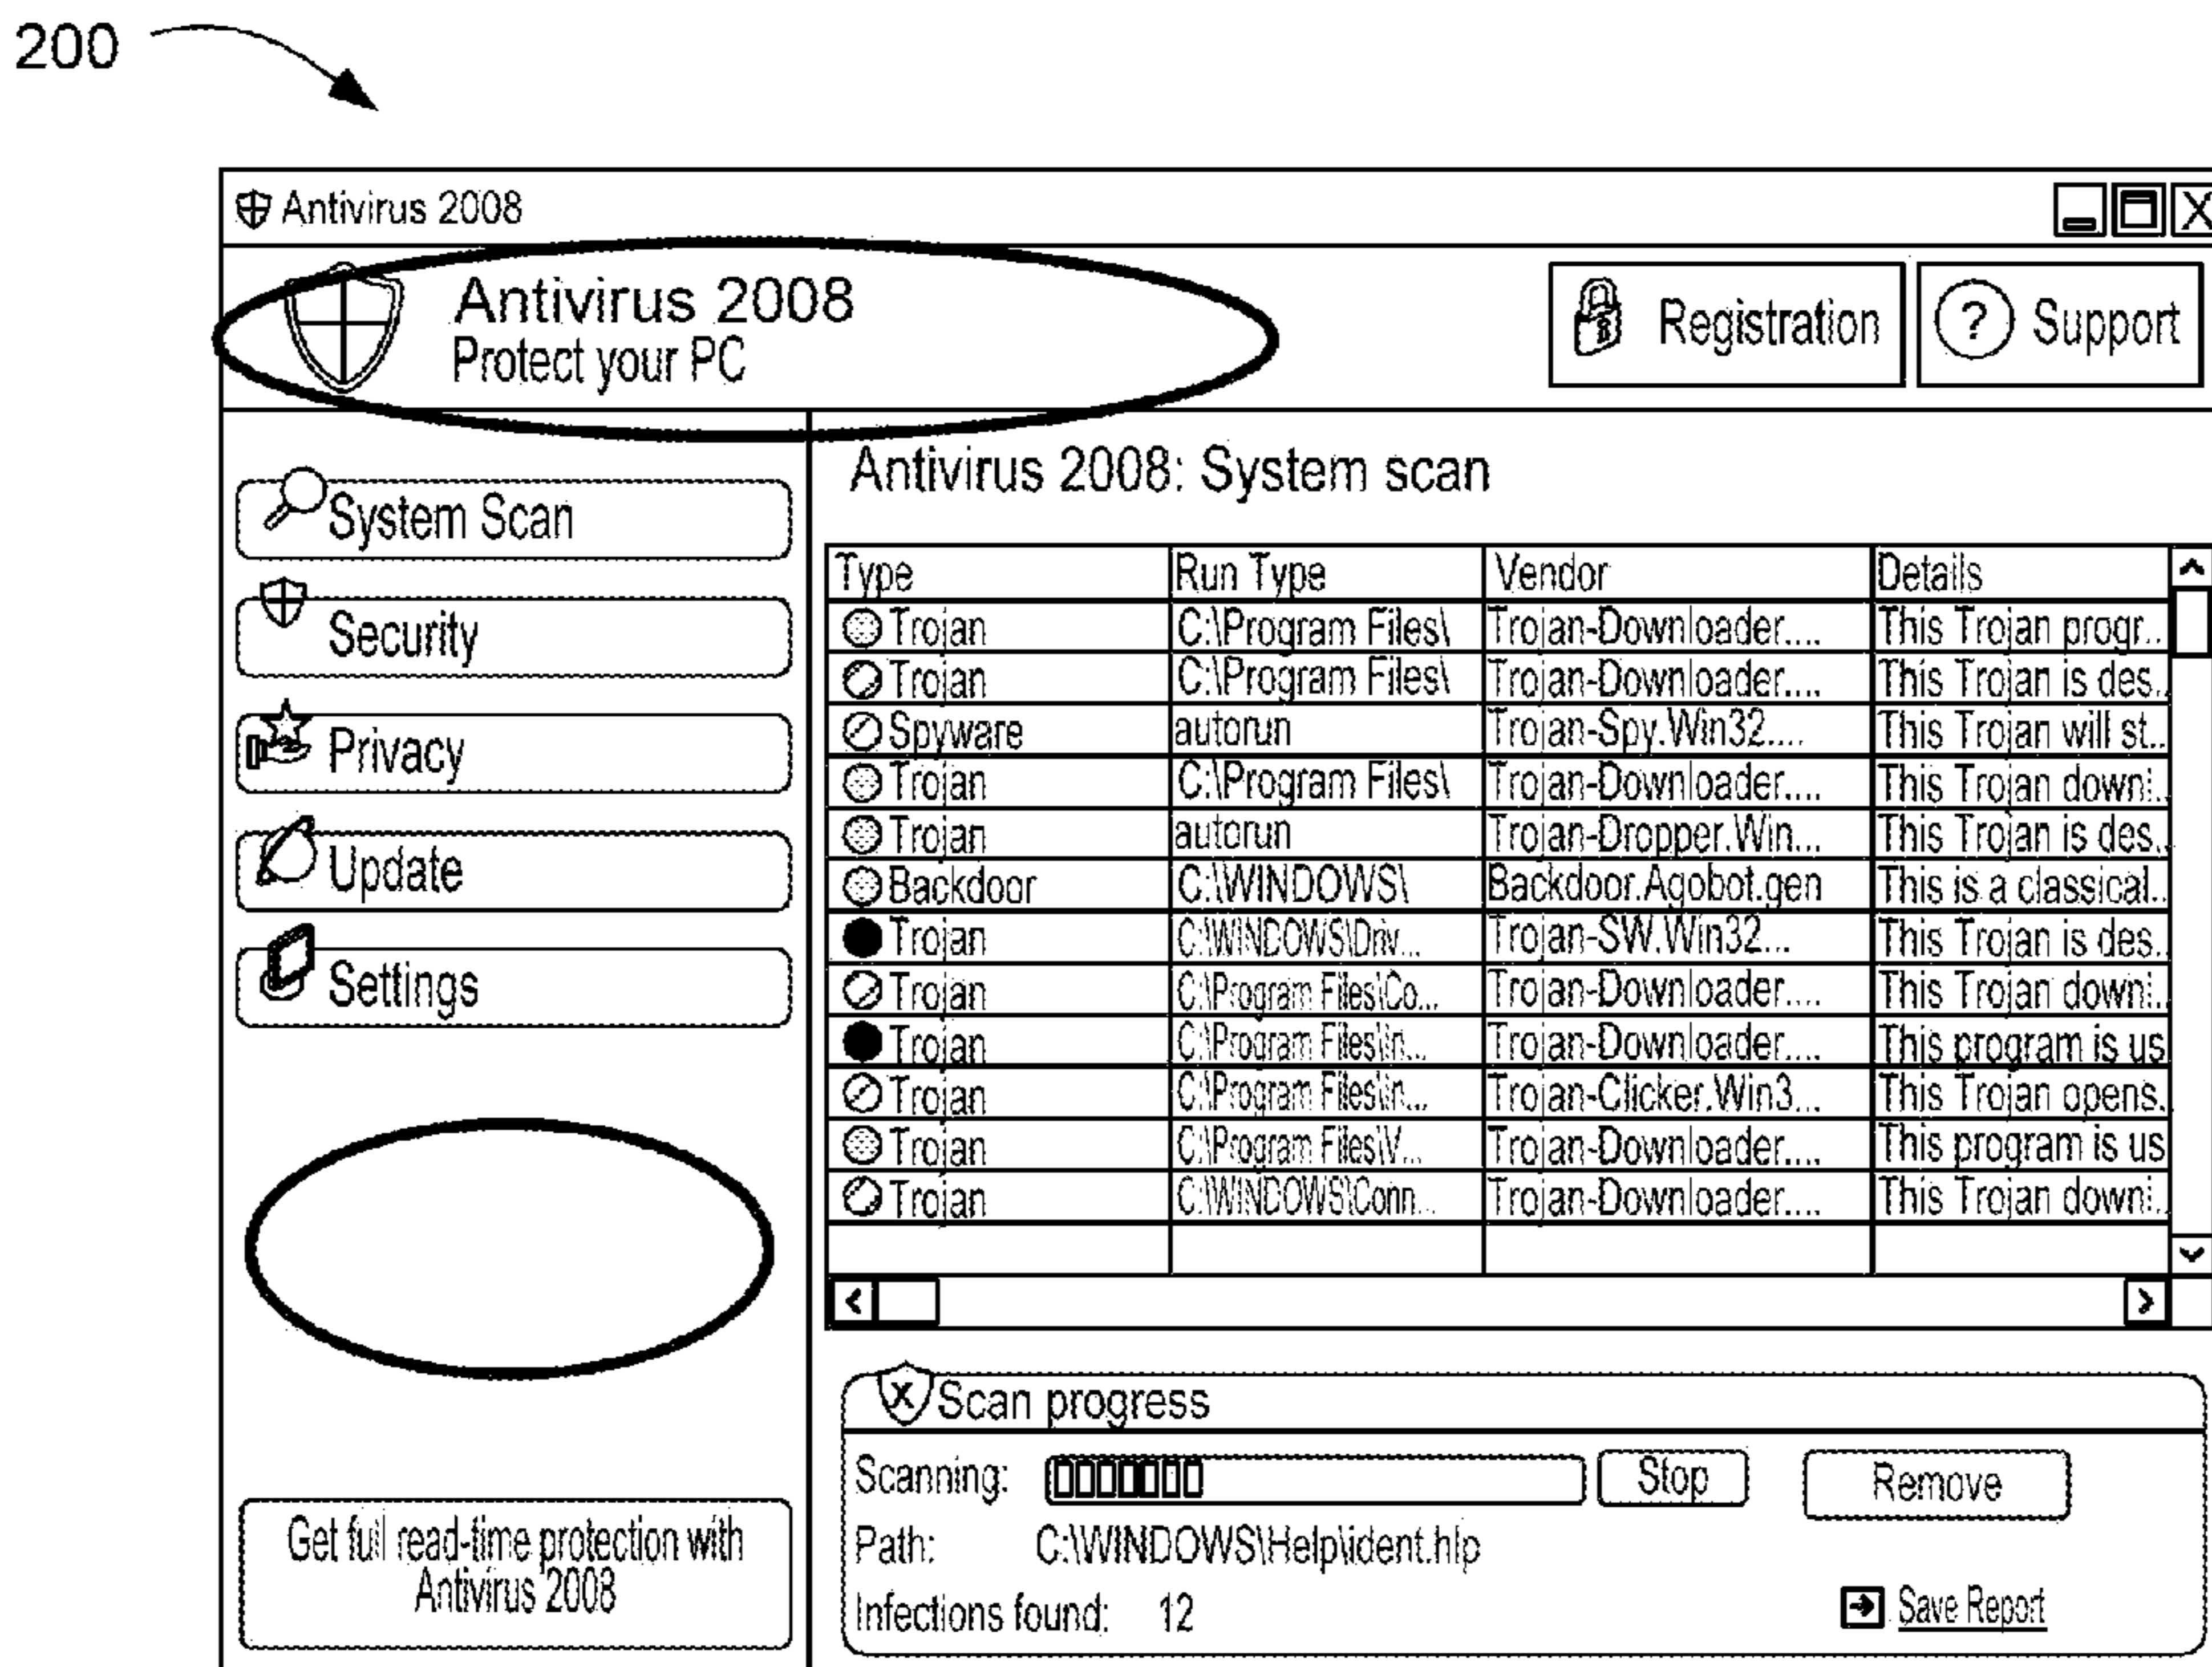 200
Antivirus 2008
Antivirus 2008
Protect your PC
Registration
Support
System Scan
Security
Privacy
Update
Settings
Get full read-time protection with
Antivirus 2008
Antivirus 2008: System scan
Type Run Type Vendor Details
Trojan C:\Program Files\ Trojan-Downloader.... This Trojan progr..
Trojan C:\Program Files\ Trojan-Downloader.... This Trojan is des..
Spyware autorun Trojan-Spy.Win32.... This Trojan will st..
Trojan C:\Program Files\ Trojan-Downloader.... This Trojan downl..
Trojan autorun Trojan-Dropper.Win... This Trojan is des..
Backdoor C:\WINDOWS\ Backdoor.Agobot.gen This is a classical..
Trojan C:\WINDOWS\Driv... Trojan-SW.Win32... This Trojan is des..
Trojan C:\Program Files\Co... Trojan-Downloader.... This Trojan downl..
Trojan C:\Program Files\In... Trojan-Downloader.... This program is us
Trojan C:\Program Files\In... Trojan-Clicker.Win3... This Trojan opens.
Trojan C:\Program Files\V... Trojan-Downloader.... This program is us
Trojan C:\WINDOWS\Conn... Trojan-Downloader.... This Trojan downl..
Scan progress
Scanning: Stop Remove
Path: C:\WINDOWS\Help\ident.hlp
Infections found: 12
Save Report